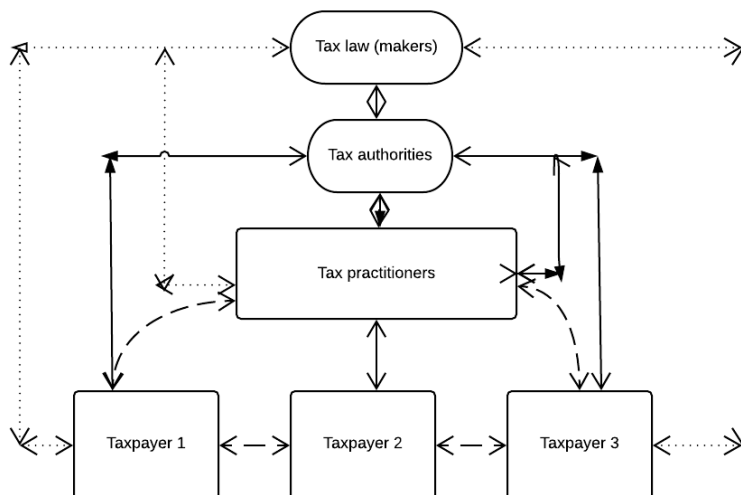 Tax law (makers)
Tax authorities
Tax practitioners
Taxpayer 1
Taxpayer 2
Taxpayer 3